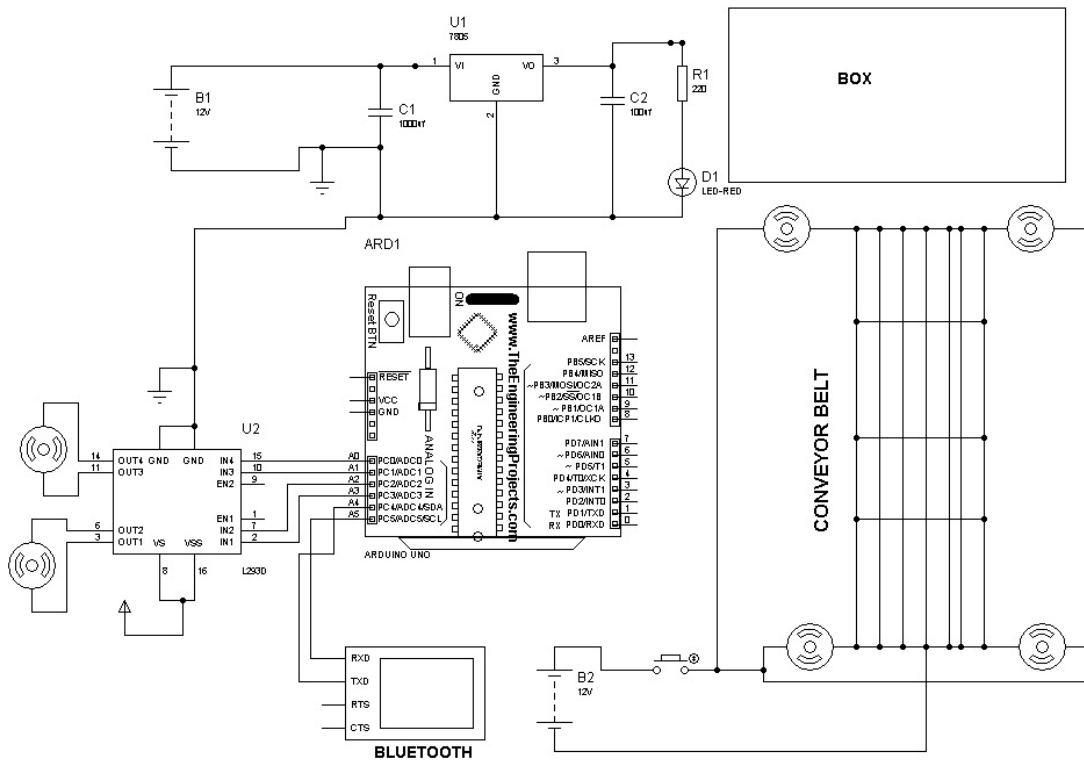 U1
7805
1
VI
VO
3
GND
2
B1
12V
C1
1000uf
C2
100uf
R1
220
D1
LED-RED
BOX
ARD1
Reset BTN
ON
www.TheEngineeringProjects.com
ANALOG IN
RESET
VCC
GND
A0
PC0/ADC0
A1
PC1/ADC1
A2
PC2/ADC2
A3
PC3/ADC3
A4
PC4/ADC4/SDA
A5
PC5/ADC5/SCL
AREF
PB5/SCK
13
PB4/MISO
12
~PB3/MOSI/OC2A
11
~PB2/SS/OC1B
10
~PB1/OC1A
9
PB0/ICP1/CLKO
8
PD7/AIN1
7
~PD6/AIN0
6
~PD5/T1
5
PD4/T0/XCK
4
~PD3/INT1
3
PD2/INT0
2
TX PD1/TXD
1
RX PD0/RXD
0
ARDUINO UNO
U2
14
OUT4
GND
GND
IN4
15
11
OUT3
IN3
10
EN2
9
EN1
1
6
OUT2
IN2
7
3
OUT1
IN1
2
VS
VSS
8
16
L293D
RXD
TXD
RTS
CTS
BLUETOOTH
B2
12V
CONVEYOR BELT